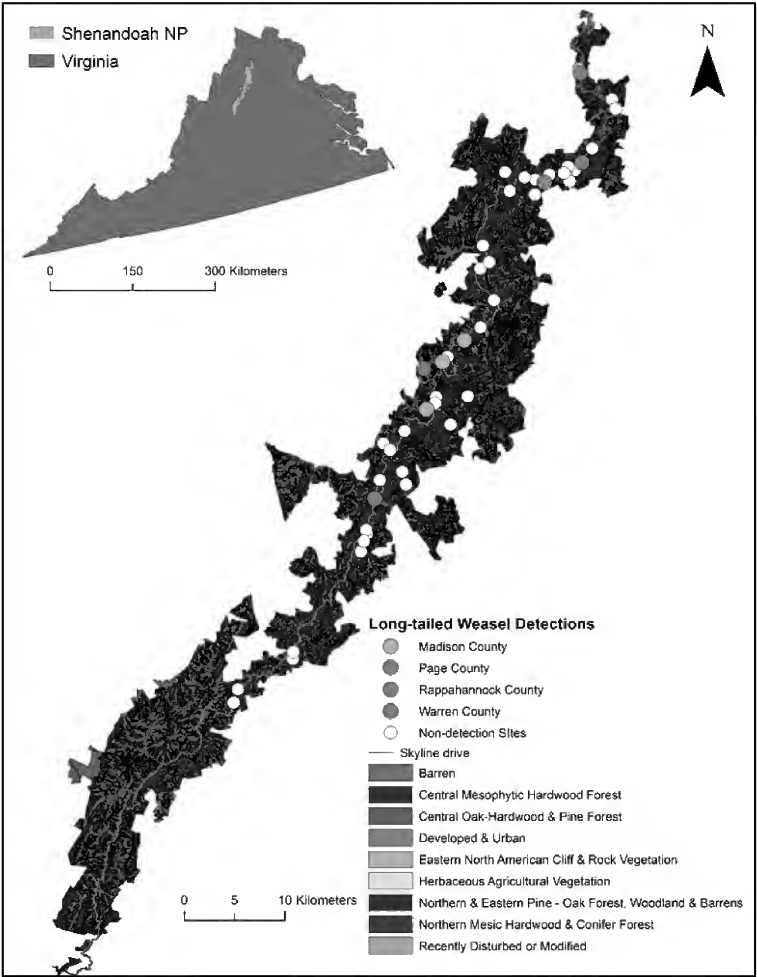 Shenandoah NP
Virginia
N
0 150 300 Kilometers
Long-tailed Weasel Detections
Madison County
Page County
Rappahannock County
Warren County
Non-detection Sites
Skyline drive
Barren
Central Mesophytic Hardwood Forest
Central Oak-Hardwood & Pine Forest
Developed & Urban
Eastern North American Cliff & Rock Vegetation
Herbaceous Agricultural Vegetation
Northern & Eastern Pine - Oak Forest, Woodland & Barrens
Northern Mesic Hardwood & Conifer Forest
Recently Disturbed or Modified
0 5 10 Kilometers